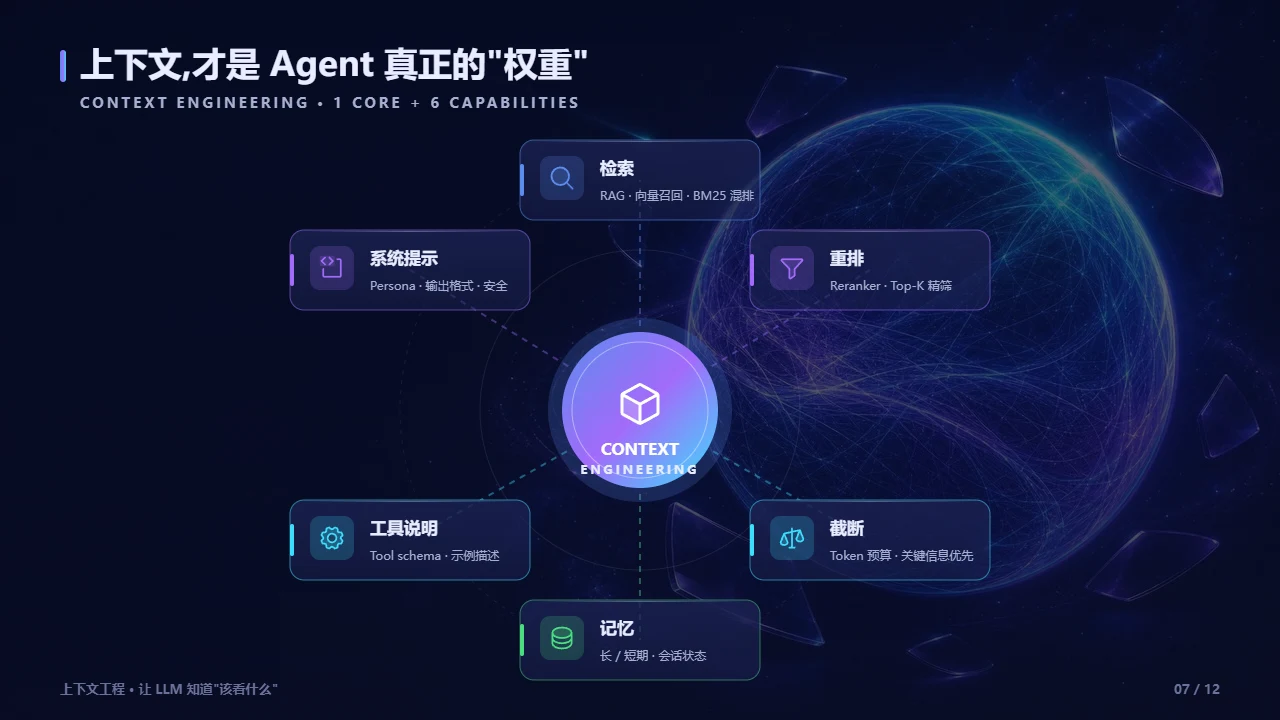 上下文,才是 Agent 真正的"权重"
CONTEXT ENGINEERING • 1 CORE + 6 CAPABILITIES
检索
RAG · 向量召回 · BM25 混排
系统提示
Persona · 输出格式 · 安全
重排
Reranker · Top-K 精筛
CONTEXT
ENGINEERING
工具说明
Tool schema · 示例描述
截断
Token 预算 · 关键信息优先
记忆
长 / 短期 · 会话状态
上下文工程 • 让 LLM 知道"该看什么"
07 / 12